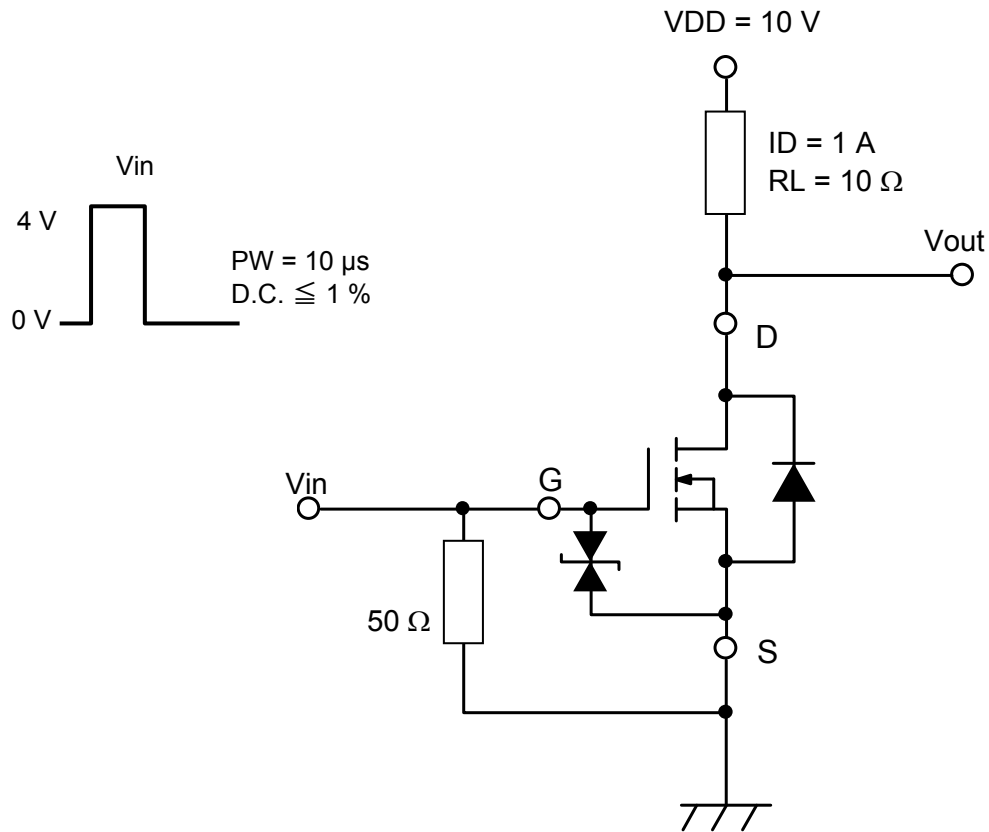 VDD = 10 V
ID = 1 A
RL = 10 Ω
Vin
4 V
Vout
PW = 10 µs
D.C. ≦ 1 %
0 V
D
Vin
G
50 Ω
S